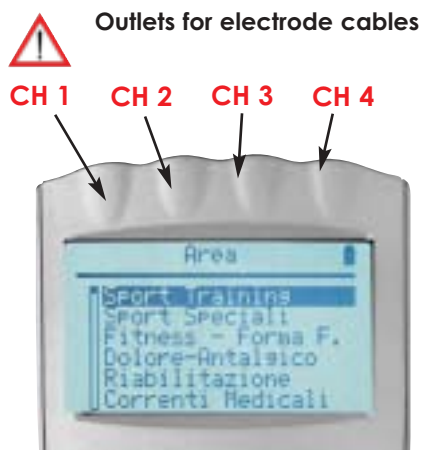 Outlets for electrode cables
CH 1 CH 2 CH 3 CH 4
Area
Sport Training
Sport Speciali
Fitness - Forma F.
Dolore-Antalgico
Riabilitazione
Correnti Medicali